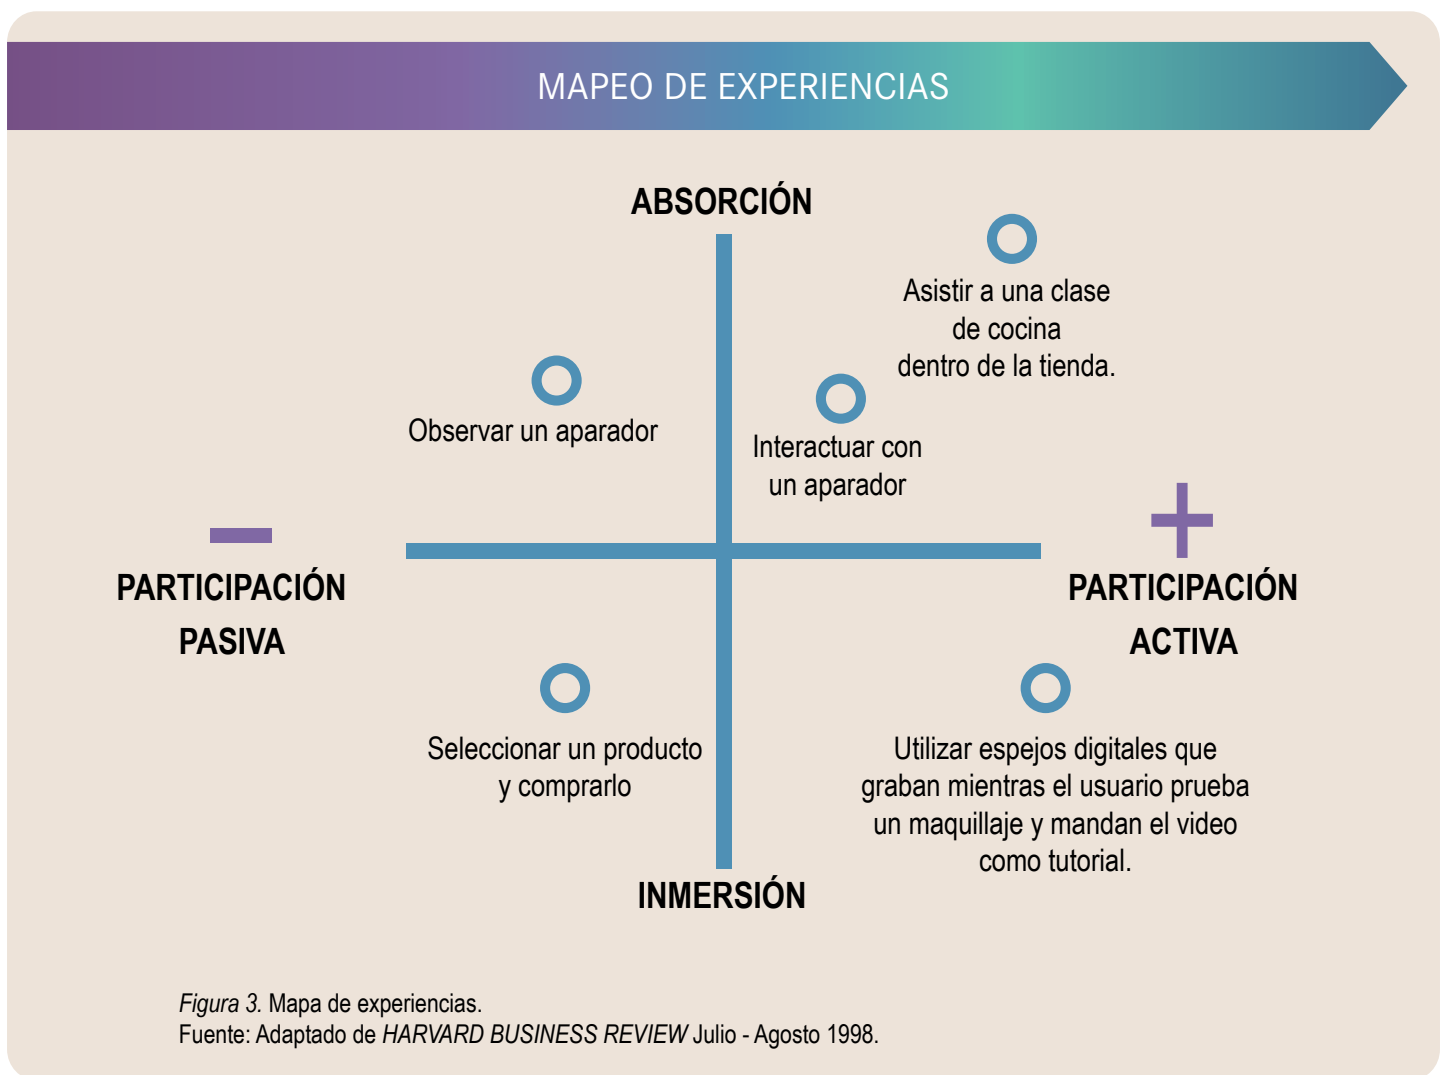 MAPEO DE EXPERIENCIAS
ABSORCIÓN
Asistir a una clase
de cocina
dentro de la tienda.
Observar un aparador
Interactuar con
un aparador
PARTICIPACIÓN
PASIVA
PARTICIPACIÓN
ACTIVA
Seleccionar un producto
y comprarlo
Utilizar espejos digitales que
graban mientras el usuario prueba
un maquillaje y mandan el video
como tutorial.
INMERSIÓN
Figura 3. Mapa de experiencias.
Fuente: Adaptado de HARVARD BUSINESS REVIEW Julio - Agosto 1998.